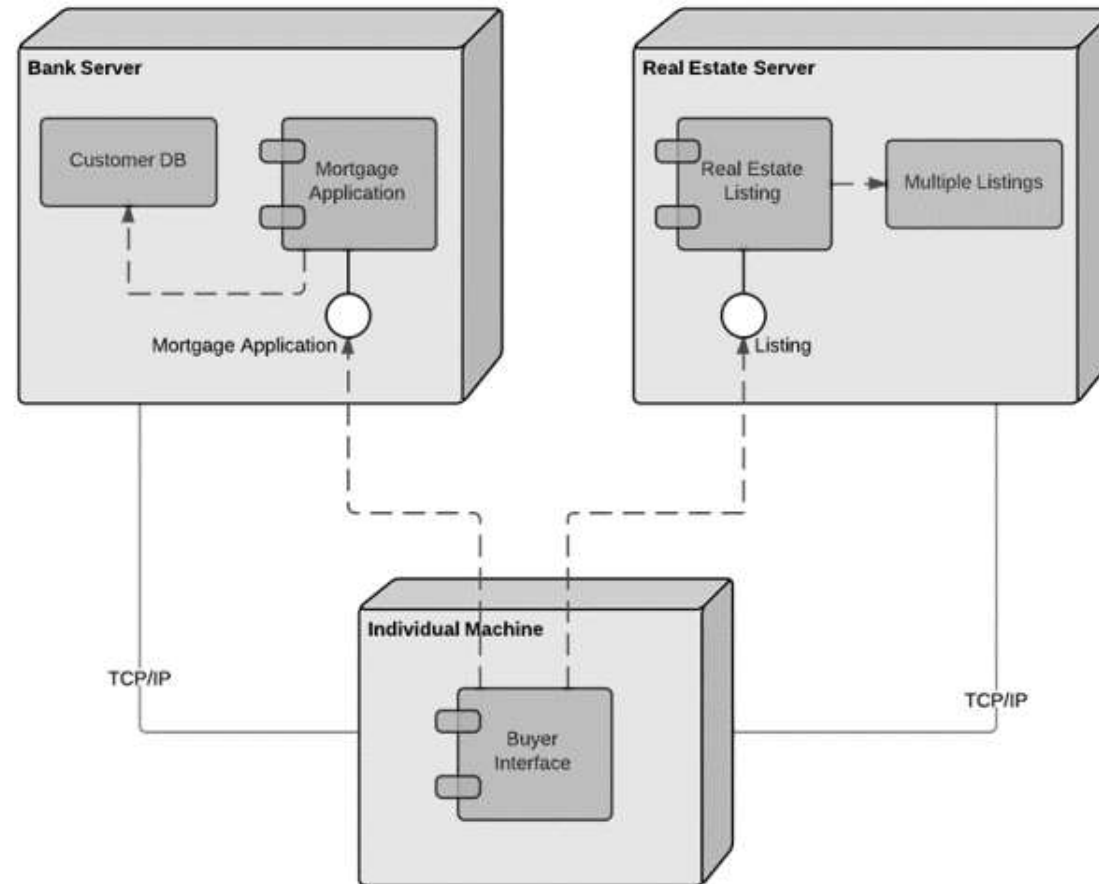 Bank Server
Real Estate Server
Customer DB
Mortgage
Application
Real Estate
Listing
Multiple Listings
Mortgage Application
Listing
Individual Machine
TCP/IP
TCP/IP
Buyer
Interface